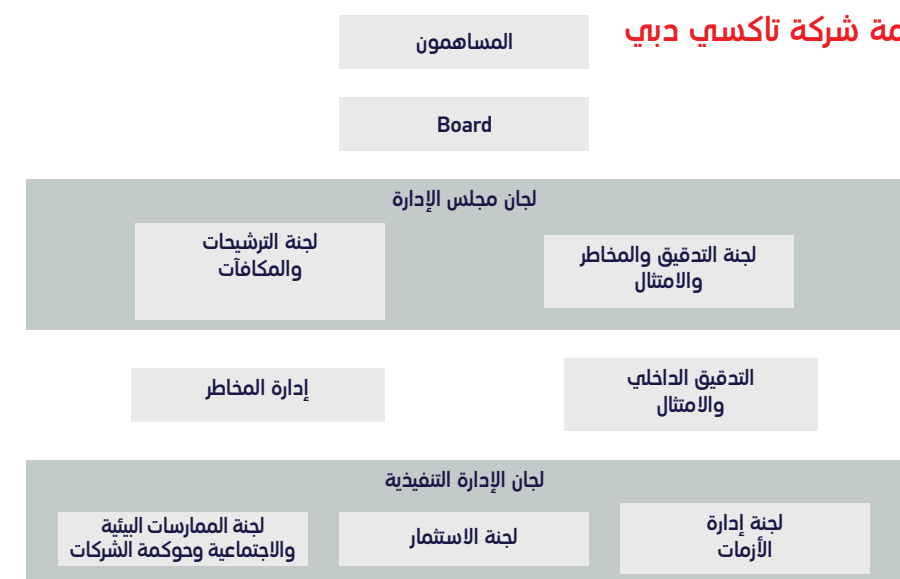 شركة تاكسي دبي
المساهمون
Board
لجان مجلس الإدارة
لجنة التدقيق والمخاطر
والامتثال
لجنة الترشيحات
والمكافآت
التدقيق الداخلي
والامتثال
إدارة المخاطر
لجان الإدارة التنفيذية
لجنة إدارة
الأزمات
لجنة الاستثمار
لجنة الممارسات البيئية
والاجتماعية وحوكمة الشركات